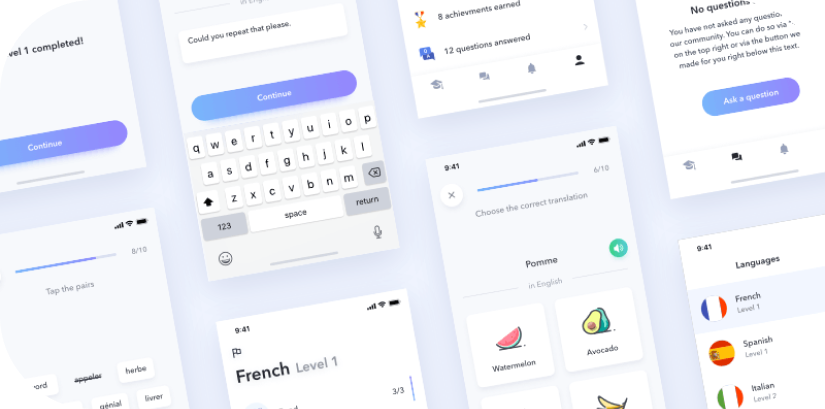 vel 1 completed!
Continue
Could you repeat that please.
Continue
q w e r t y u i o p
a s d f g h j k l
z x c v b n m
123 space return
8 achievments earned
12 questions answered
No questions
You have not asked any questio
our community. You can do so via
on the top right or via the button we
made for you right below this text.
Ask a question
8/10
Tap the pairs
appeler
herbe
génial
livrer
9:41
French Level 1
3/3
9:41
6/10
Choose the correct translation
Pomme
in English
Watermelon
Avocado
9:41
Languages
French
Level 1
Spanish
Level 1
Italian
Level 2